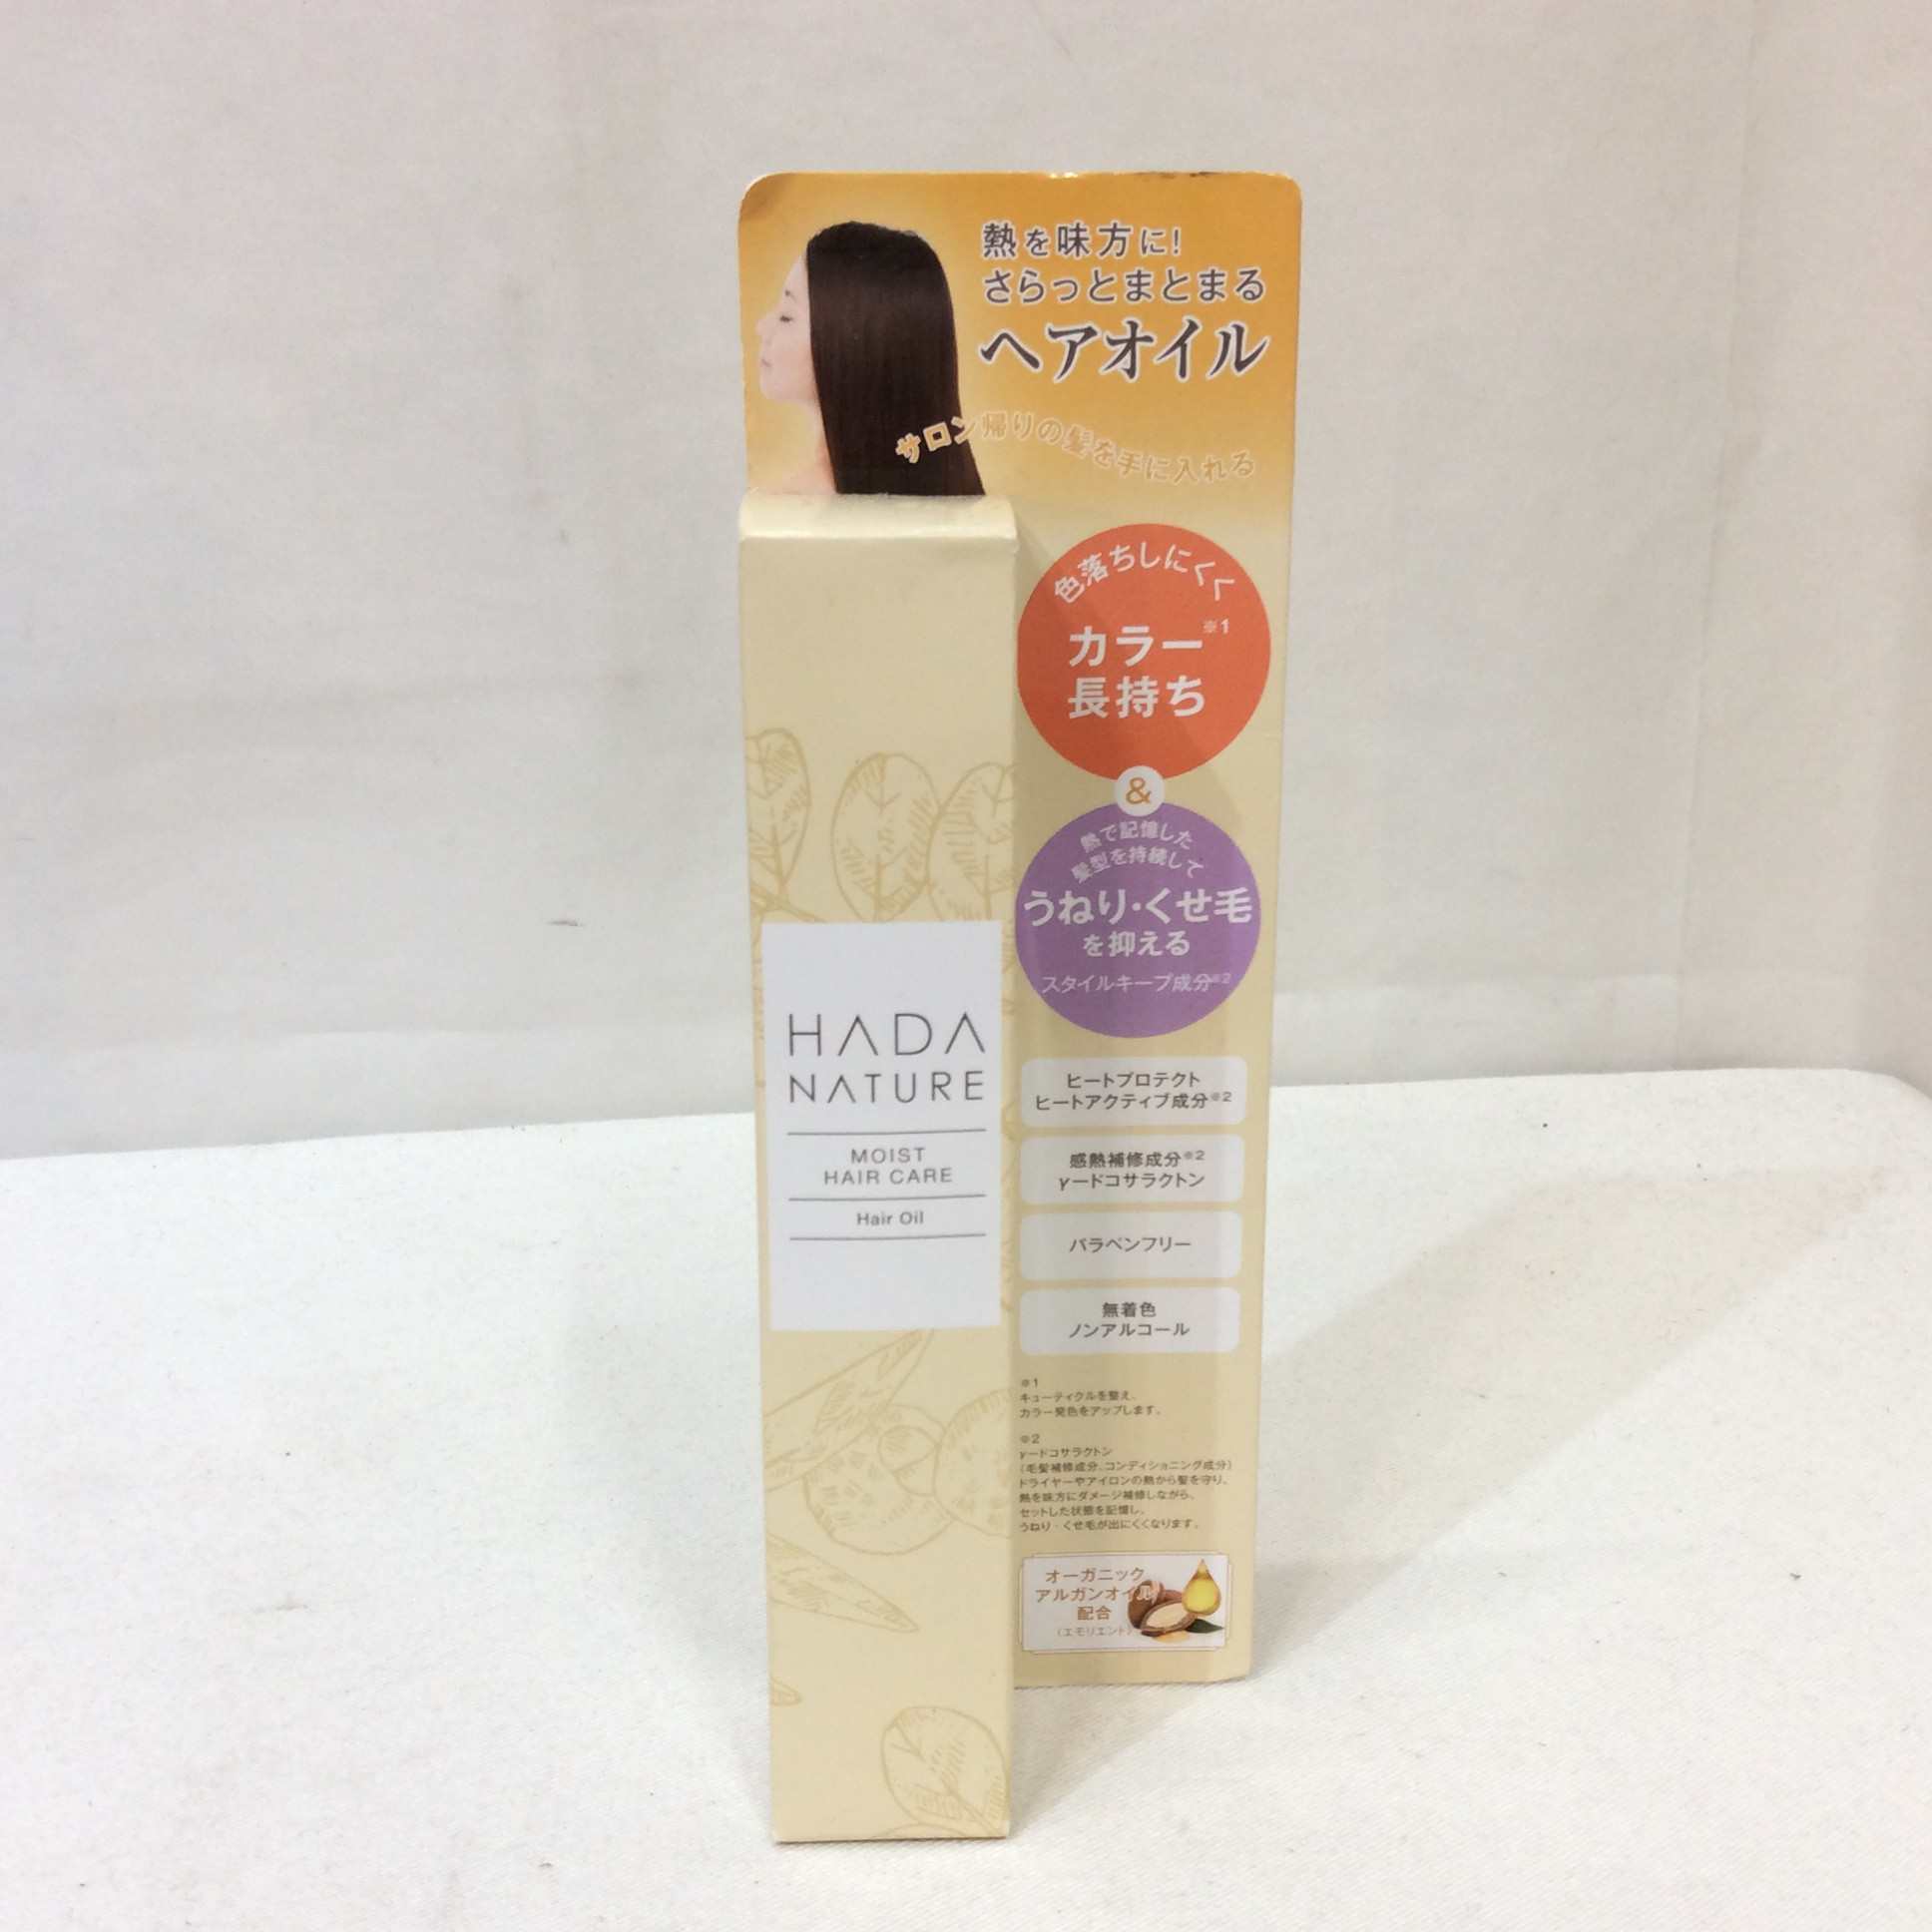 熱を味方に!
さらっとまとまる
ヘアオイル
サロン帰りの髪を手に入れる
色落ちしにくく
カラー※1
長持ち
&
熱で記憶した
髪型を持続して
うねり・くせ毛
を抑える
スタイルキープ成分※2
HADA
NATURE
MOIST
HAIR CARE
Hair Oil
ヒートプロテクト
ヒートアクティブ成分※2
感熱補修成分※2
γードコサラクトン
パラベンフリー
無着色
ノンアルコール
※1
キューティクルを整え、
カラー発色をアップします。
※2
γードコサラクトン
(毛髪補修成分、コンディショニング成分)
ドライヤーやアイロンの熱から髪を守り、
熱を味方にダメージ補修しながら、
セットした状態を記憶し、
うねり・くせ毛が出にくくなります。
オーガニック
アルガンオイル
配合
(エモリエント)